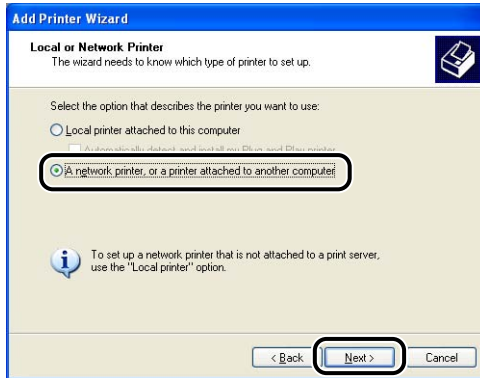 Add Printer Wizard
Local or Network Printer
The wizard needs to know which type of printer to set up.
Select the option that describes the printer you want to use:
Local printer attached to this computer
Automatically detect and install my Plug and Play printer
A network printer, or a printer attached to another computer
To set up a network printer that is not attached to a print server,
use the "Local printer" option.
< Back
Next >
Cancel